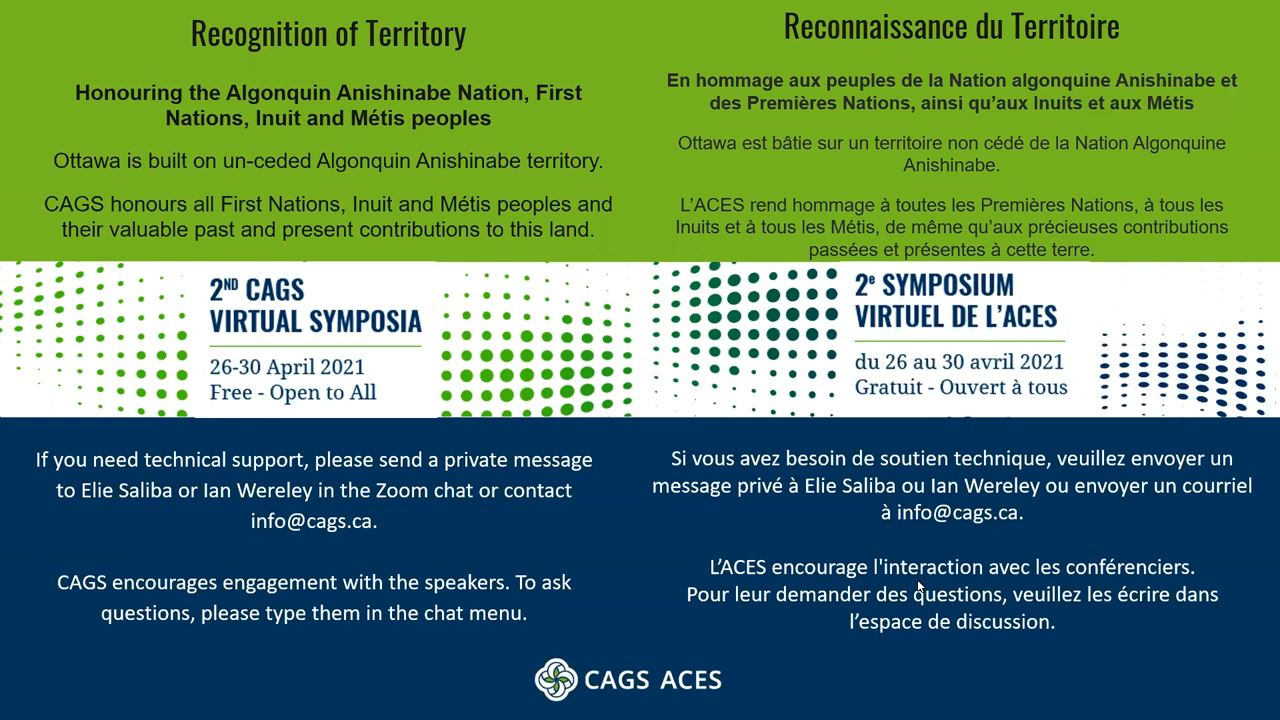 Recognition of Territory
Honouring the Algonquin Anishinabe Nation, First
Nations, Inuit and Métis peoples
Ottawa is built on un-ceded Algonquin Anishinabe territory.
CAGS honours all First Nations, Inuit and Métis peoples and
their valuable past and present contributions to this land.
Reconnaissance du Territoire
En hommage aux peuples de la Nation algonquine Anishinabe et
des Premières Nations, ainsi qu’aux Inuits et aux Métis
Ottawa est bâtie sur un territoire non cédé de la Nation Algonquine
Anishinabe.
L’ACES rend hommage à toutes les Premières Nations, à tous les
Inuits et à tous les Métis, de même qu’aux précieuses contributions
passées et présentes à cette terre.
2ND CAGS
VIRTUAL SYMPOSIA
26-30 April 2021
Free - Open to All
2e SYMPOSIUM
VIRTUEL DE L’ACES
du 26 au 30 avril 2021
Gratuit - Ouvert à tous
If you need technical support, please send a private message
to Elie Saliba or Ian Wereley in the Zoom chat or contact
info@cags.ca.
CAGS encourages engagement with the speakers. To ask
questions, please type them in the chat menu.
Si vous avez besoin de soutien technique, veuillez envoyer un
message privé à Elie Saliba ou Ian Wereley ou envoyer un courriel
à info@cags.ca.
L’ACES encourage l'interaction avec les conférenciers.
Pour leur demander des questions, veuillez les écrire dans
l’espace de discussion.
CAGS ACES